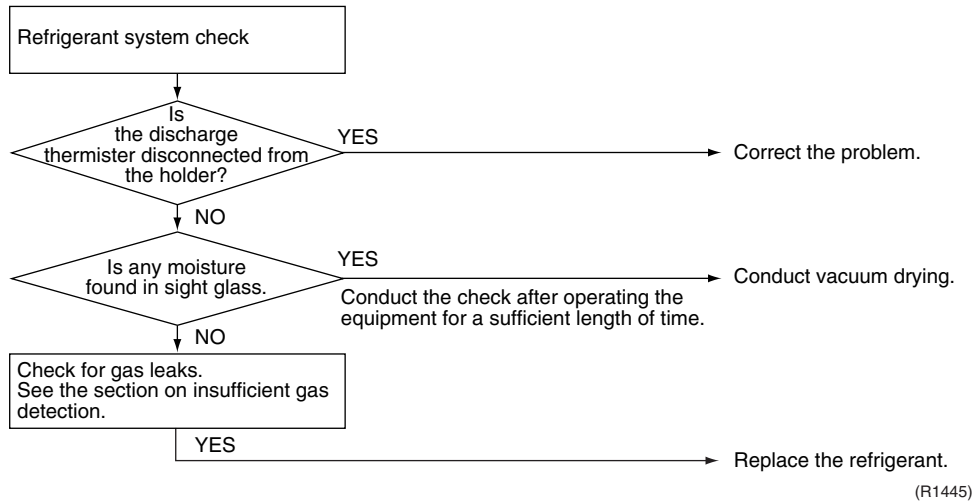 Refrigerant system check
Is
the discharge
thermister disconnected from
the holder?
YES
Correct the problem.
NO
Is any moisture
found in sight glass.
YES
Conduct the check after operating the
equipment for a sufficient length of time.
Conduct vacuum drying.
NO
Check for gas leaks.
See the section on insufficient gas
detection.
YES
Replace the refrigerant.
(R1445)